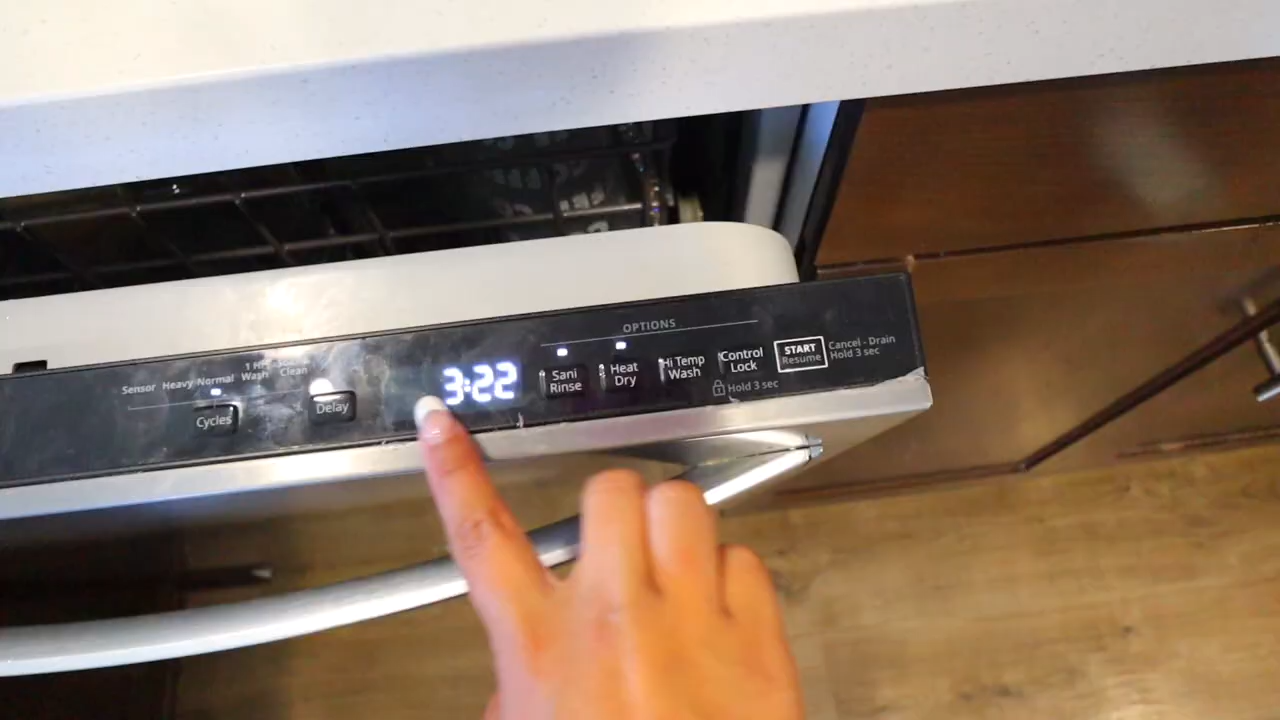 OPTIONS
Sensor Heavy Normal 1 HR Wash Clean
Cycles
Delay
3:22
Sani Rinse
Heat Dry
Hi Temp Wash
Control Lock
Hold 3 sec
START Resume
Cancel - Drain
Hold 3 sec